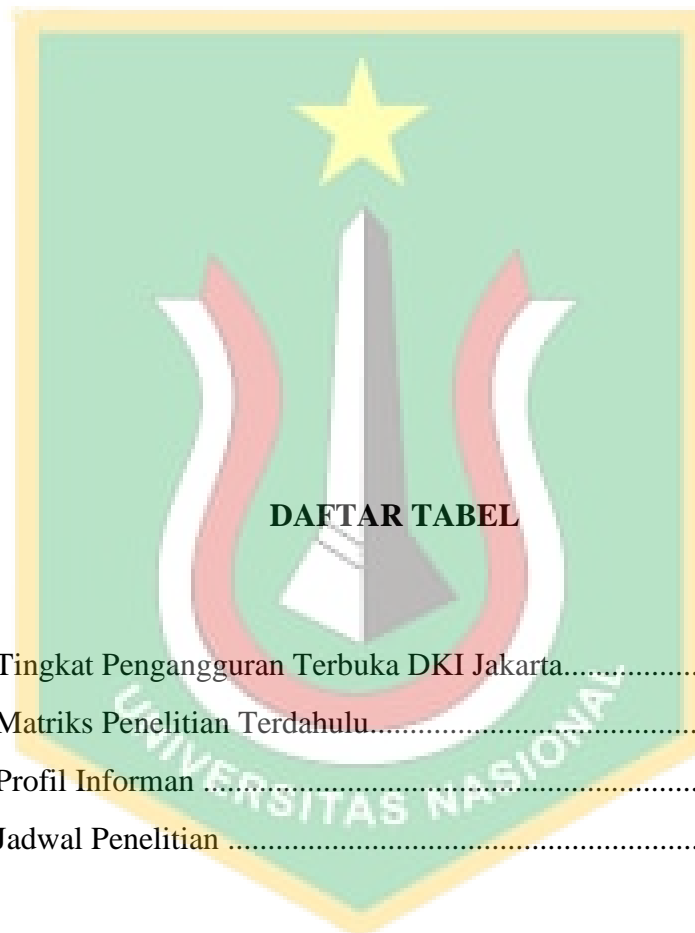 DAFTAR TABEL
Tingkat Pengangguran Terbuka DKI Jakarta................
Matriks Penelitian Terdahulu........................................
Profil Informan ............................................................
Jadwal Penelitian .........................................................
UNIVERSITAS NASIONAL